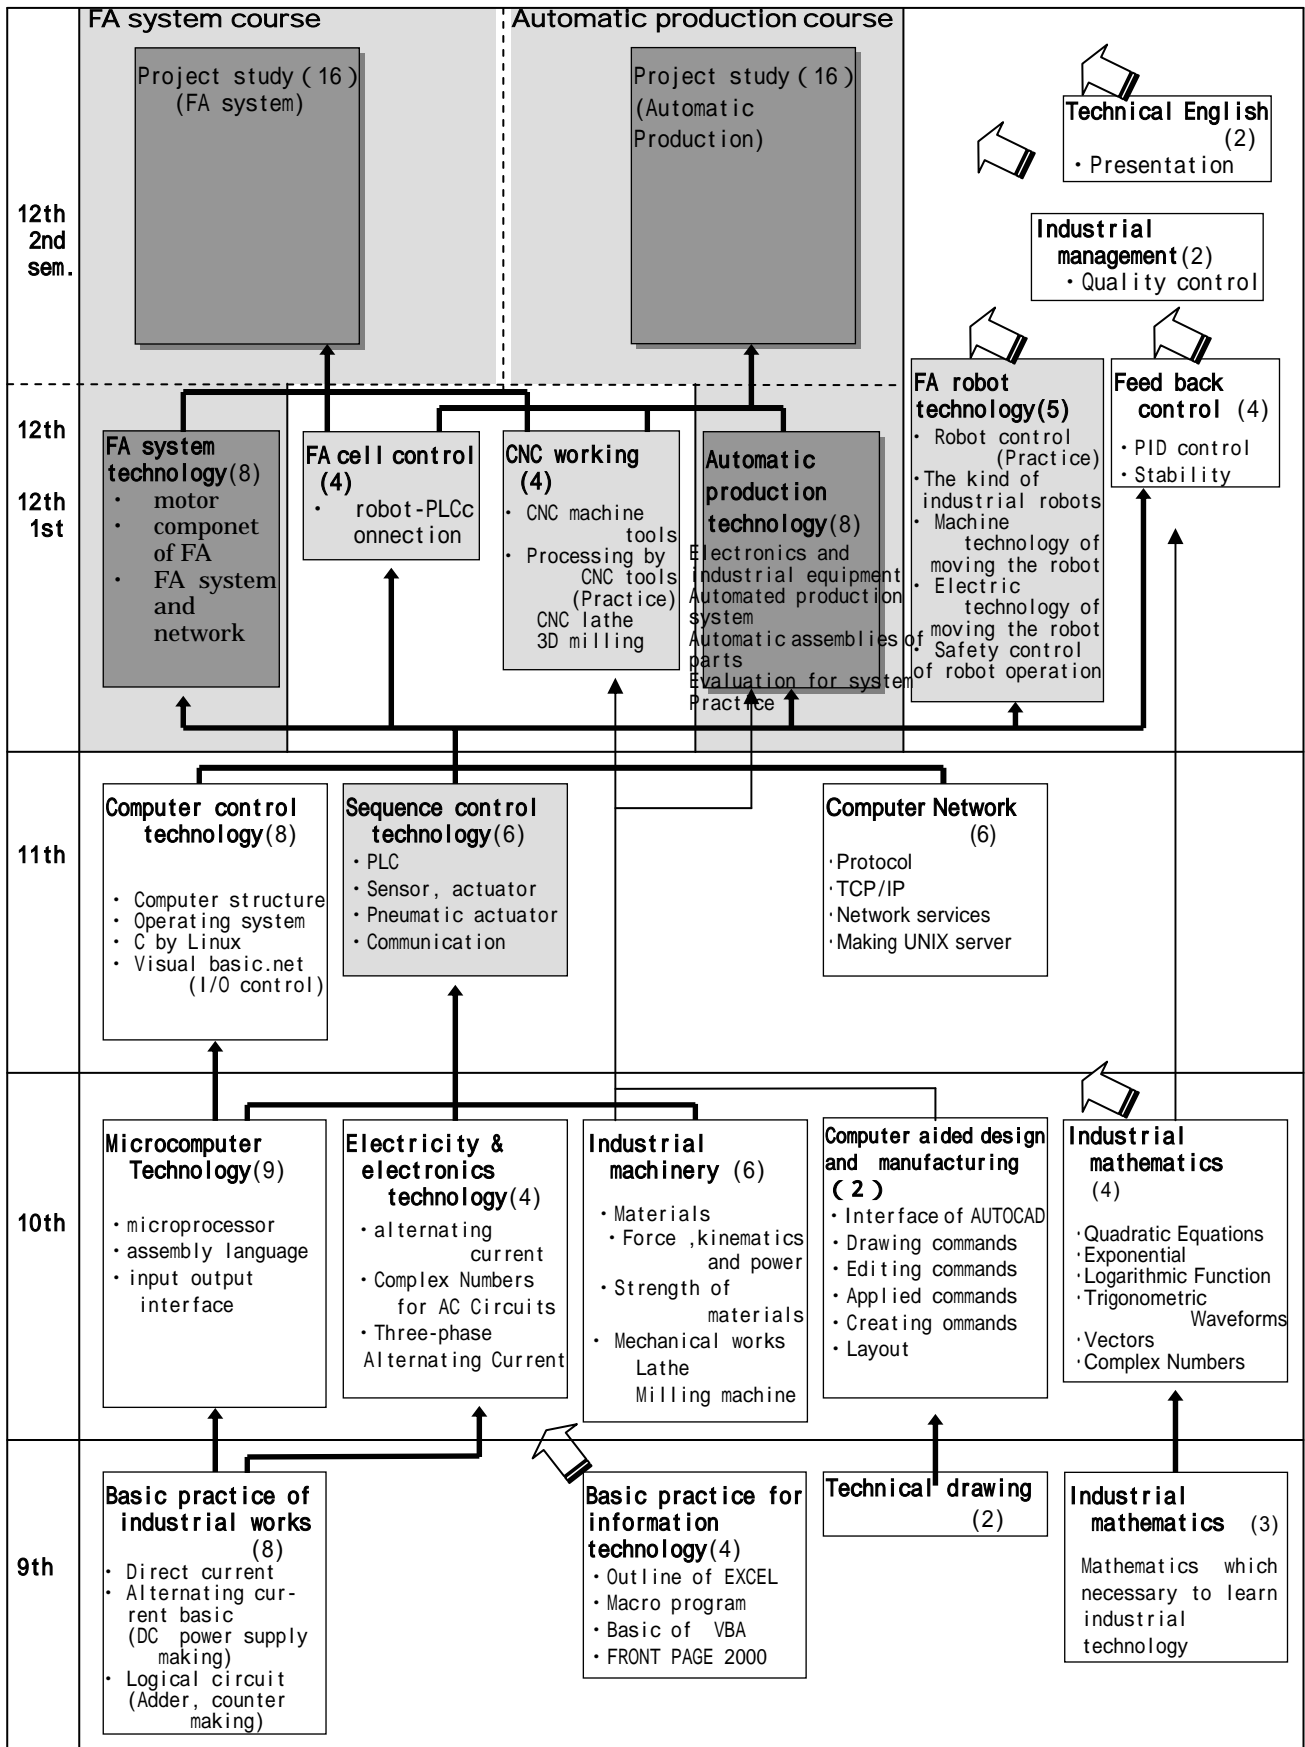 FA system course
Automatic production course
Project study ( 16 )
(FA system)
Project study ( 16 )
(Automatic
Production)
Technical English
(2)
・Presentation
12th
2nd
sem.
Industrial
management(2)
・Quality control
12th
12th
1st
FA system
technology(8)
・ motor
・ componet
of FA
・ FA system
and
network
FA cell control
(4)
・ robot-PLCc
onnection
CNC working
(4)
・ CNC machine
tools
・ Processing by
CNC tools
(Practice)
CNC lathe
3D milling
Automatic
production
technology(8)
Electronics and
industrial equipment
Automated production
system
Automatic assemblies of
parts
Evaluation for system
Practice
FA robot
technology(5)
・ Robot control
(Practice)
・The kind of
industrial robots
・ Machine
technology of
moving the robot
・ Electric
technology of
moving the robot
・ Safety control
of robot operation
Feed back
control (4)
・PID control
・Stability
11th
Computer control
technology(8)
・ Computer structure
・ Operating system
・ C by Linux
・ Visual basic.net
(I/O control)
Sequence control
technology(6)
・PLC
・Sensor, actuator
・Pneumatic actuator
・Communication
Computer Network
(6)
・Protocol
・TCP/IP
・Network services
・Making UNIX server
10th
Microcomputer
Technology(9)
・microprocessor
・assembly language
・input output
interface
Electricity &
electronics
technology(4)
・alternating
current
・Complex Numbers
for AC Circuits
・Three-phase
Alternating Current
Industrial
machinery (6)
・ Materials
・Force ,kinematics
and power
・Strength of
materials
・ Mechanical works
Lathe
Milling machine
Computer aided design
and manufacturing
( 2 )
・Interface of AUTOCAD
・Drawing commands
・Editing commands
・Applied commands
・Creating ommands
・Layout
Industrial
mathematics
(4)
・Quadratic Equations
・Exponential
・Logarithmic Function
・Trigonometric
Waveforms
・Vectors
・Complex Numbers
9th
Basic practice of
industrial works
(8)
・ Direct current
・ Alternating cur-
rent basic
(DC power supply
making)
・ Logical circuit
(Adder, counter
making)
Basic practice for
information
technology(4)
・Outline of EXCEL
・Macro program
・Basic of VBA
・FRONT PAGE 2000
Technical drawing
(2)
Industrial
mathematics (3)
Mathematics which
necessary to learn
industrial
technology